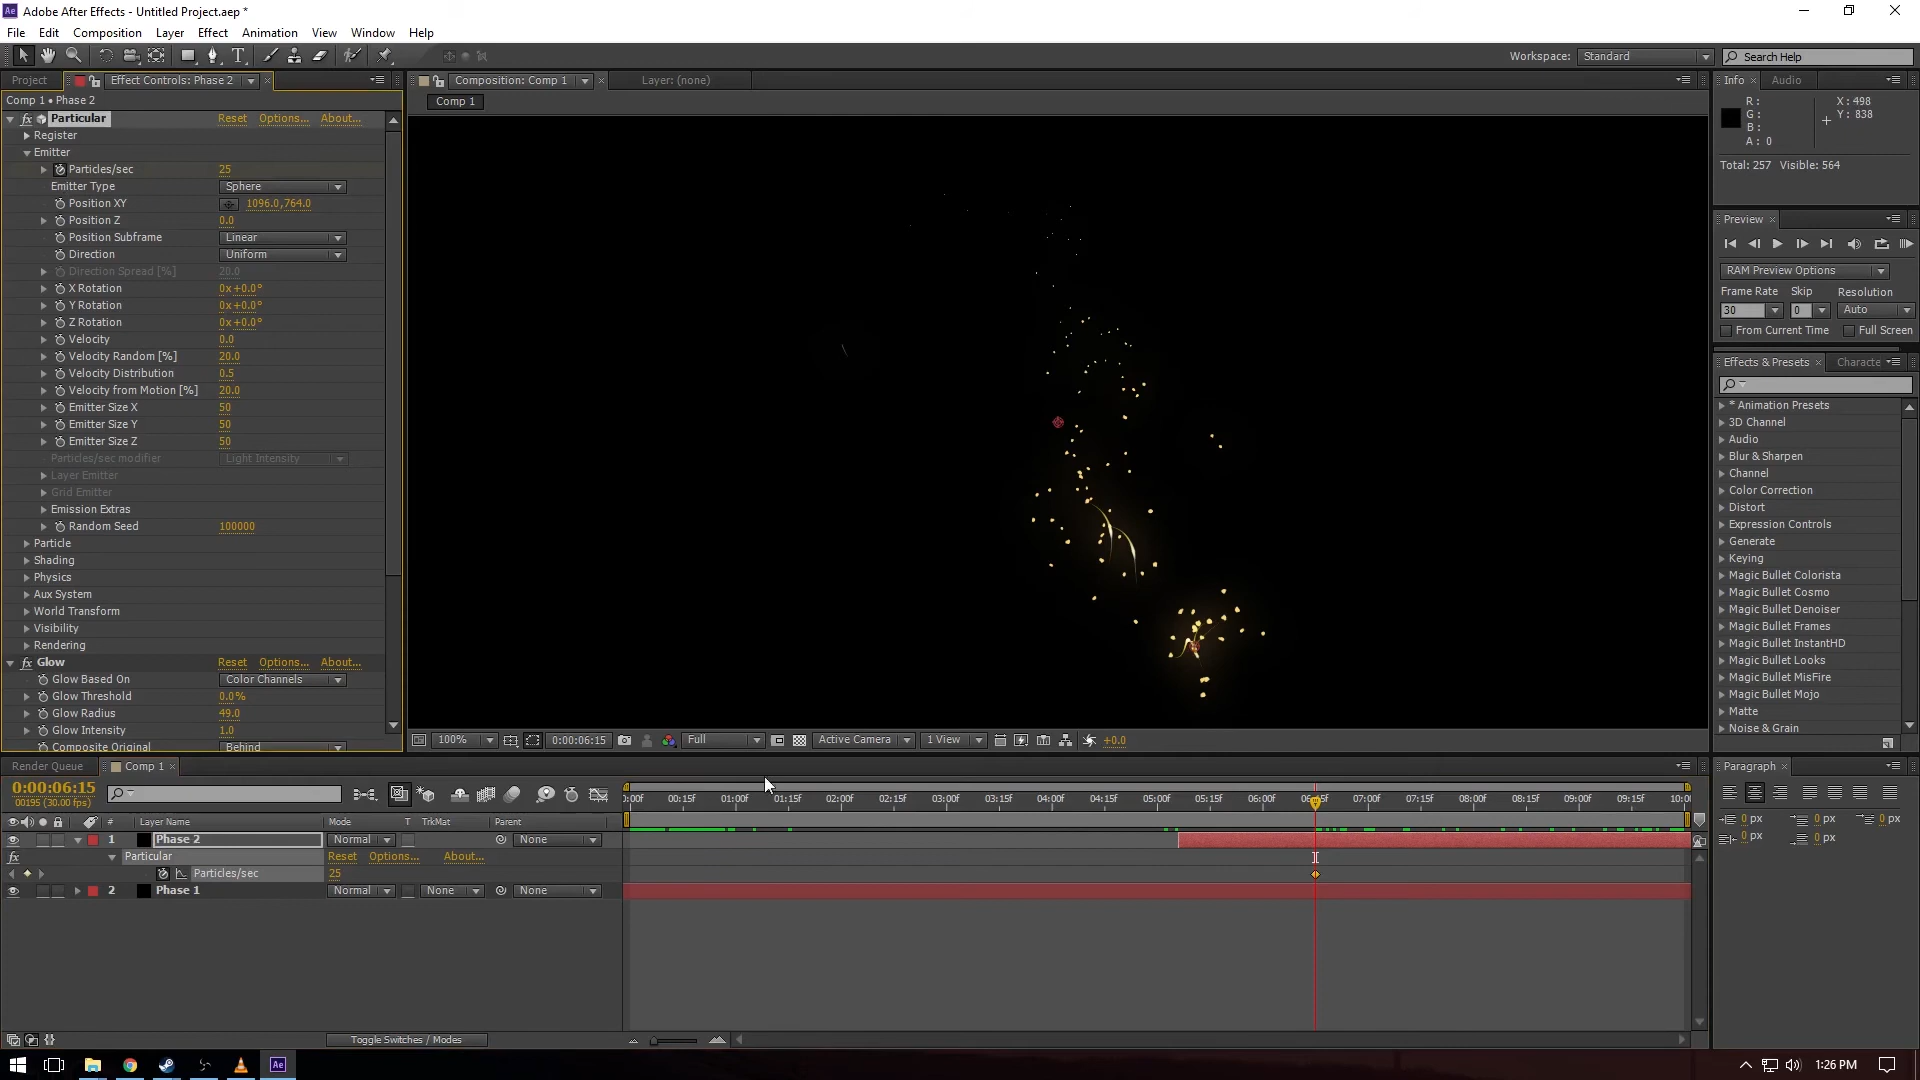 Adobe After Effects - Untitled Project.aep *
File Edit Composition Layer Effect Animation View Window Help
Workspace: Standard Search Help
Project Effect Controls: Phase 2 Composition: Comp 1 Layer: (none) Info Audio
Comp 1 • Phase 2
Comp 1
R:
G:
B:
A: 0
X: 498
Y: 838
Total: 257 Visible: 564
fx Particular Reset Options... About...
Register
Emitter
Particles/sec 25
Emitter Type Sphere
Position XY 1096.0,764.0
Position Z 0.0
Position Subframe Linear
Direction Uniform
Direction Spread [%] 20.0
X Rotation 0x+0.0°
Y Rotation 0x+0.0°
Z Rotation 0x+0.0°
Velocity 0.0
Velocity Random [%] 20.0
Velocity Distribution 0.5
Velocity from Motion [%] 20.0
Emitter Size X 50
Emitter Size Y 50
Emitter Size Z 50
Particles/sec modifier Light Intensity
Layer Emitter
Grid Emitter
Emission Extras
Random Seed 100000
Particle
Shading
Physics
Aux System
World Transform
Visibility
Rendering
fx Glow Reset Options... About...
Glow Based On Color Channels
Glow Threshold 0.0%
Glow Radius 49.0
Glow Intensity 1.0
Composite Original Behind
Preview
RAM Preview Options
Frame Rate Skip Resolution
30 0 Auto
From Current Time Full Screen
Effects & Presets Characte
* Animation Presets
3D Channel
Audio
Blur & Sharpen
Channel
Color Correction
Distort
Expression Controls
Generate
Keying
Magic Bullet Colorista
Magic Bullet Cosmo
Magic Bullet Denoiser
Magic Bullet Frames
Magic Bullet InstantHD
Magic Bullet Looks
Magic Bullet MisFire
Magic Bullet Mojo
Matte
Noise & Grain
100% 0:00:06:15 Full Active Camera 1 View +0.0
Render Queue Comp 1
0:00:06:15
00195 (30.00 fps)
):00f 00:15f 01:00f 01:15f 02:00f 02:15f 03:00f 03:15f 04:00f 04:15f 05:00f 05:15f 06:00f 07:00f 07:15f 08:00f 08:15f 09:00f 09:15f 10:00
# Layer Name Mode T TrkMat Parent
1 Phase 2 Normal None
fx Particular Reset Options... About...
Particles/sec 25
2 Phase 1 Normal None None
Toggle Switches / Modes
Paragraph
0 px 0 px 0 px
0 px 0 px
Ae 1:26 PM